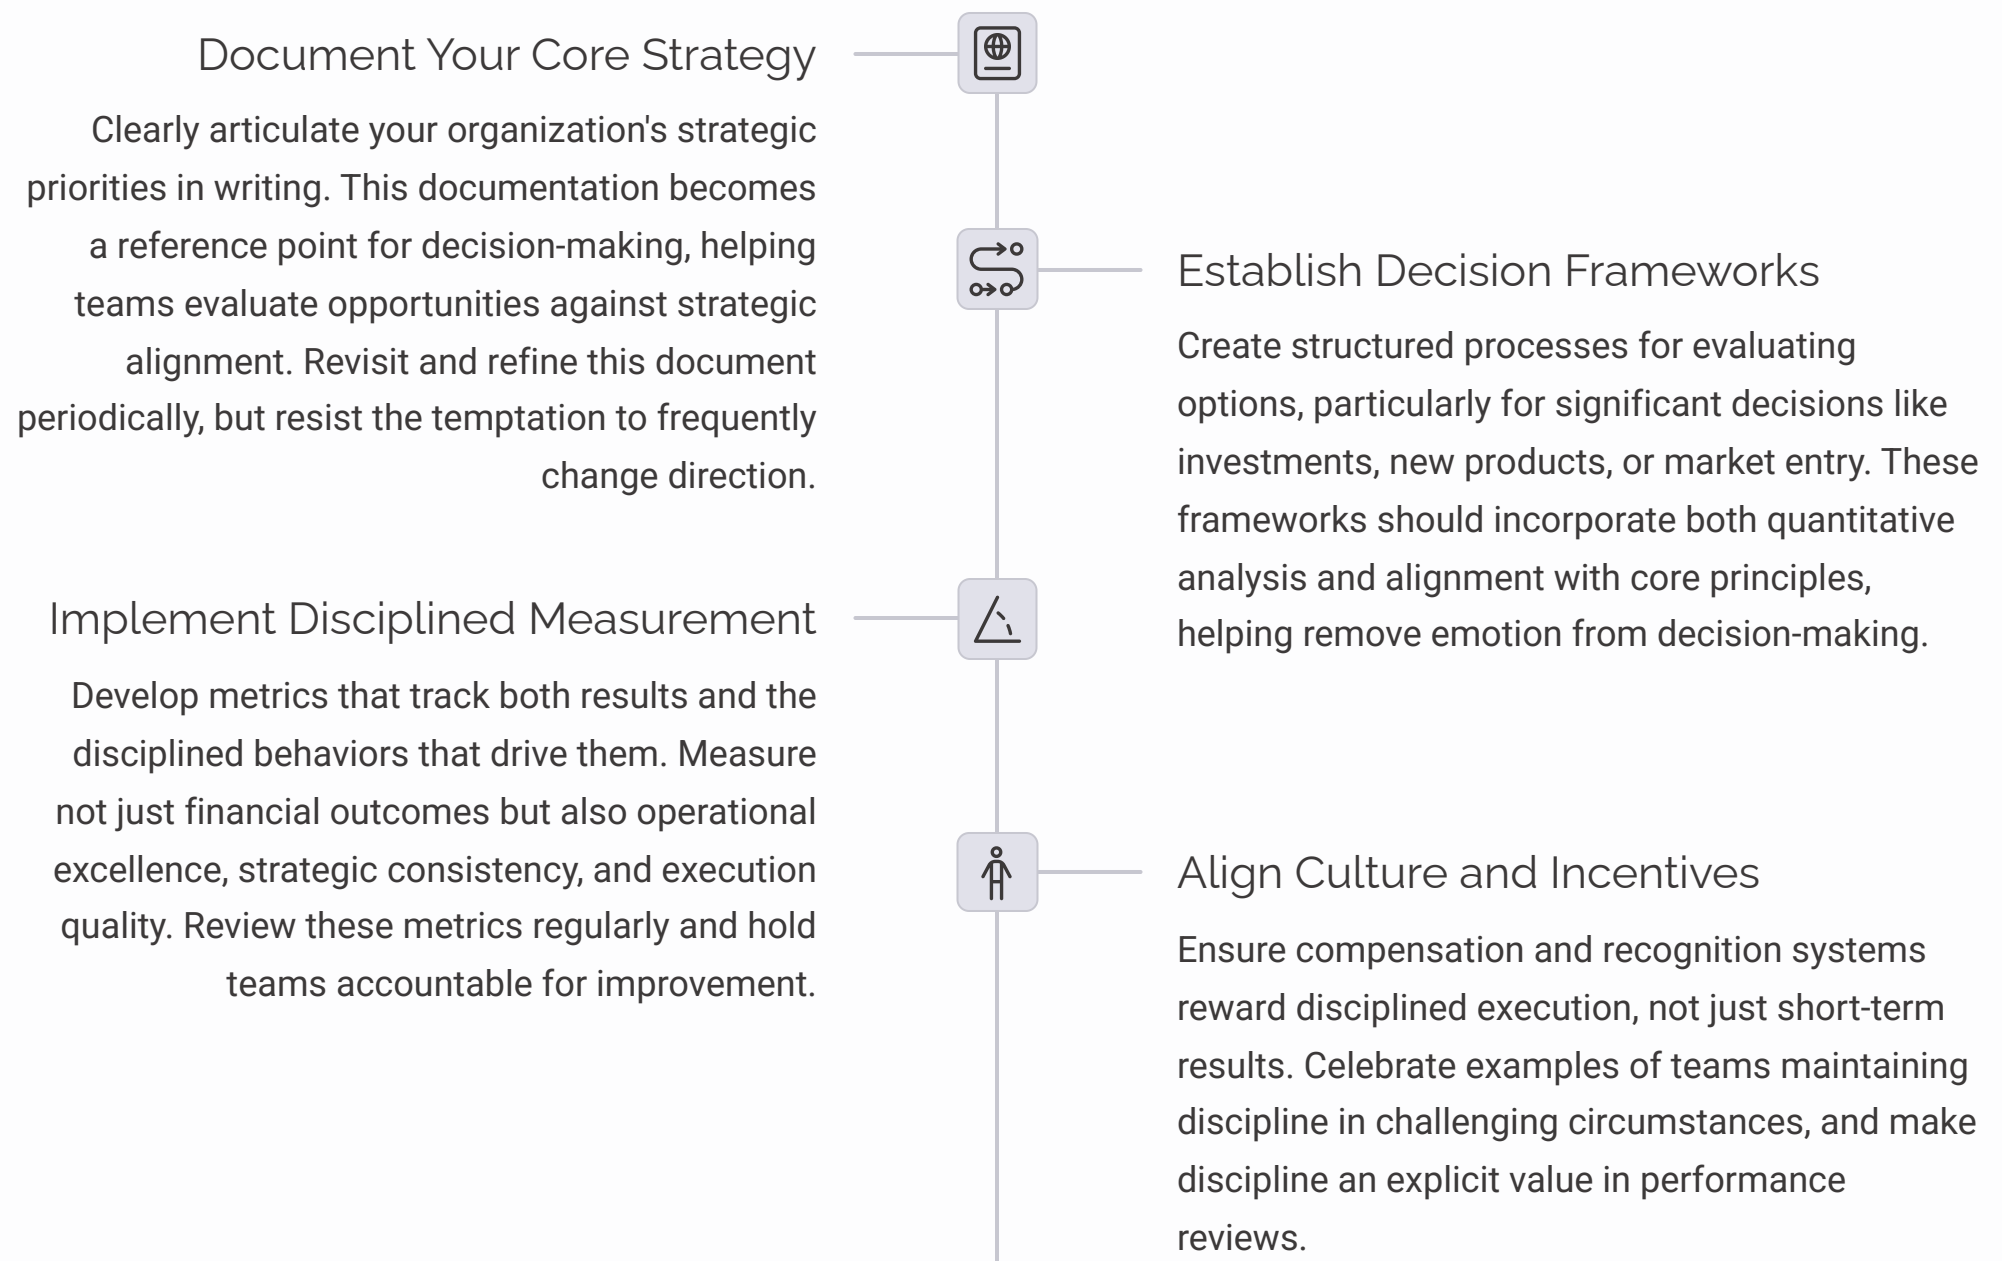 Document Your Core Strategy
Clearly articulate your organization's strategic
priorities in writing. This documentation becomes
a reference point for decision-making, helping
teams evaluate opportunities against strategic
alignment. Revisit and refine this document
periodically, but resist the temptation to frequently
change direction.
Establish Decision Frameworks
Create structured processes for evaluating
options, particularly for significant decisions like
investments, new products, or market entry. These
frameworks should incorporate both quantitative
analysis and alignment with core principles,
helping remove emotion from decision-making.
Implement Disciplined Measurement
Develop metrics that track both results and the
disciplined behaviors that drive them. Measure
not just financial outcomes but also operational
excellence, strategic consistency, and execution
quality. Review these metrics regularly and hold
teams accountable for improvement.
Align Culture and Incentives
Ensure compensation and recognition systems
reward disciplined execution, not just short-term
results. Celebrate examples of teams maintaining
discipline in challenging circumstances, and make
discipline an explicit value in performance
reviews.